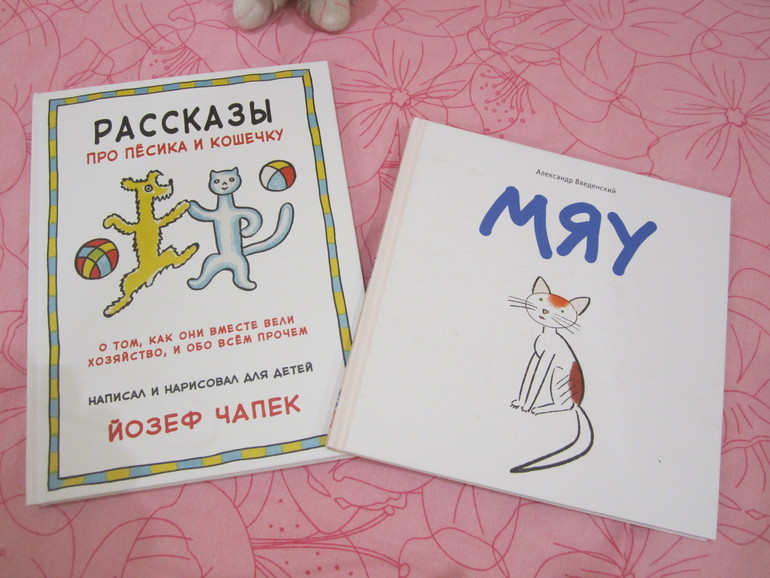 РАССКАЗЫ
ПРО ПЁСИКА И КОШЕЧКУ
О ТОМ, КАК ОНИ ВМЕСТЕ ВЕЛИ
ХОЗЯЙСТВО, И ОБО ВСЁМ ПРОЧЕМ
НАПИСАЛ И НАРИСОВАЛ ДЛЯ ДЕТЕЙ
ЙОЗЕФ ЧАПЕК
Александр Введенский
МЯУ